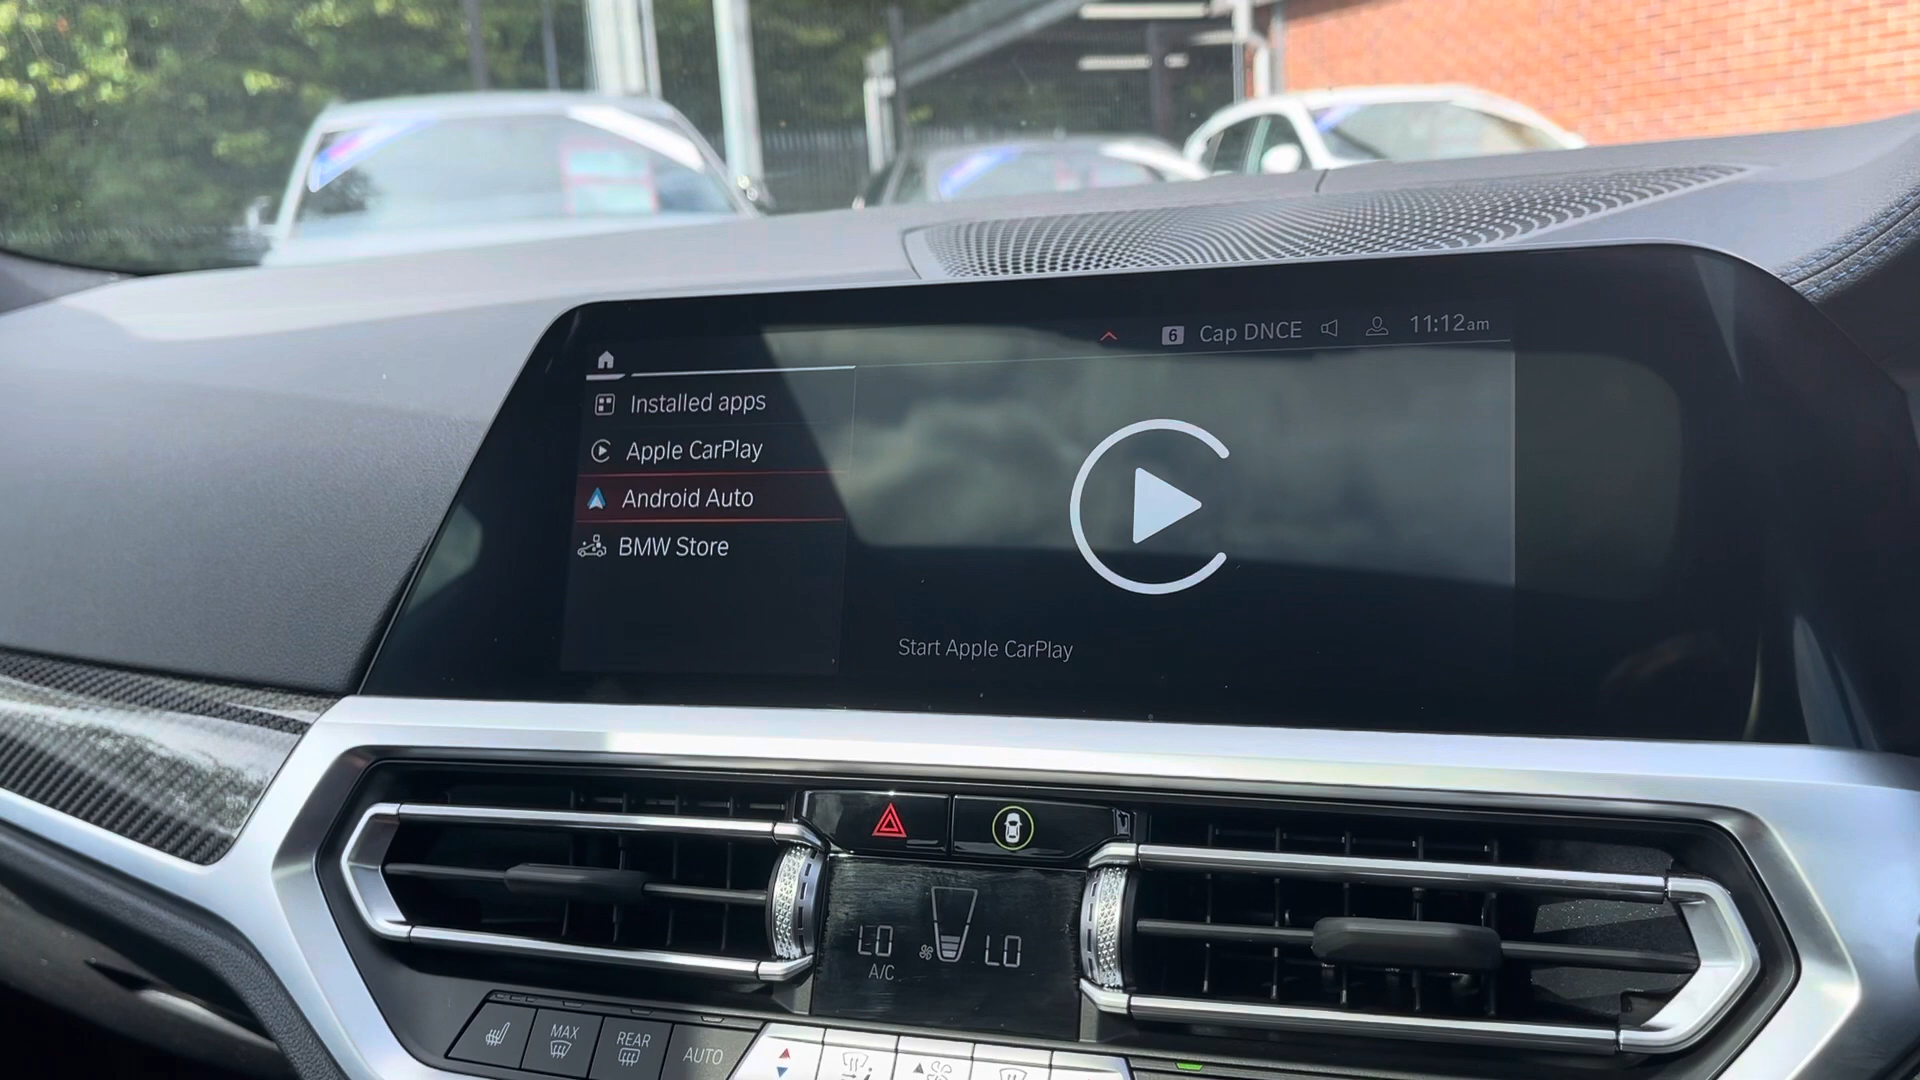 6 Cap DNCE 11:12am
Installed apps
Apple CarPlay
Android Auto
BMW Store
Start Apple CarPlay
LO LO
A/C
MAX
REAR
AUTO